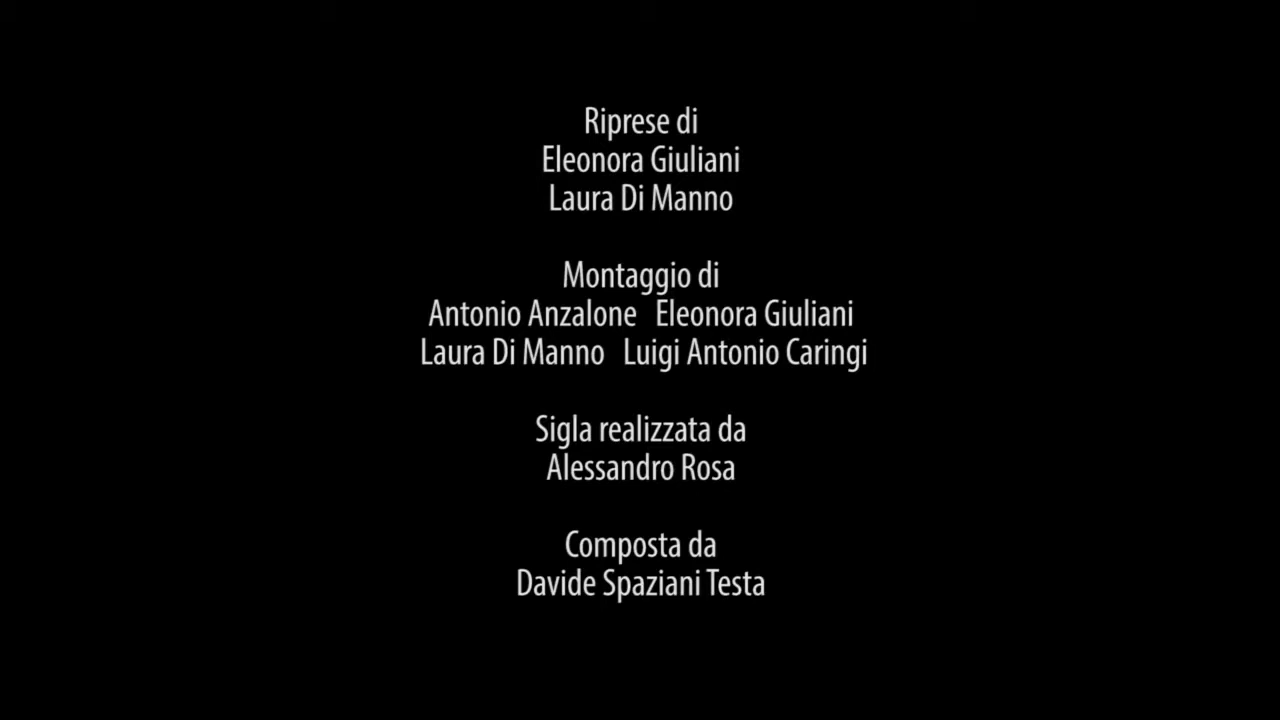 Riprese di
Eleonora Giuliani
Laura Di Manno
Montaggio di
Antonio Anzalone Eleonora Giuliani
Laura Di Manno Luigi Antonio Caringi
Sigla realizzata da
Alessandro Rosa
Composta da
Davide Spaziani Testa